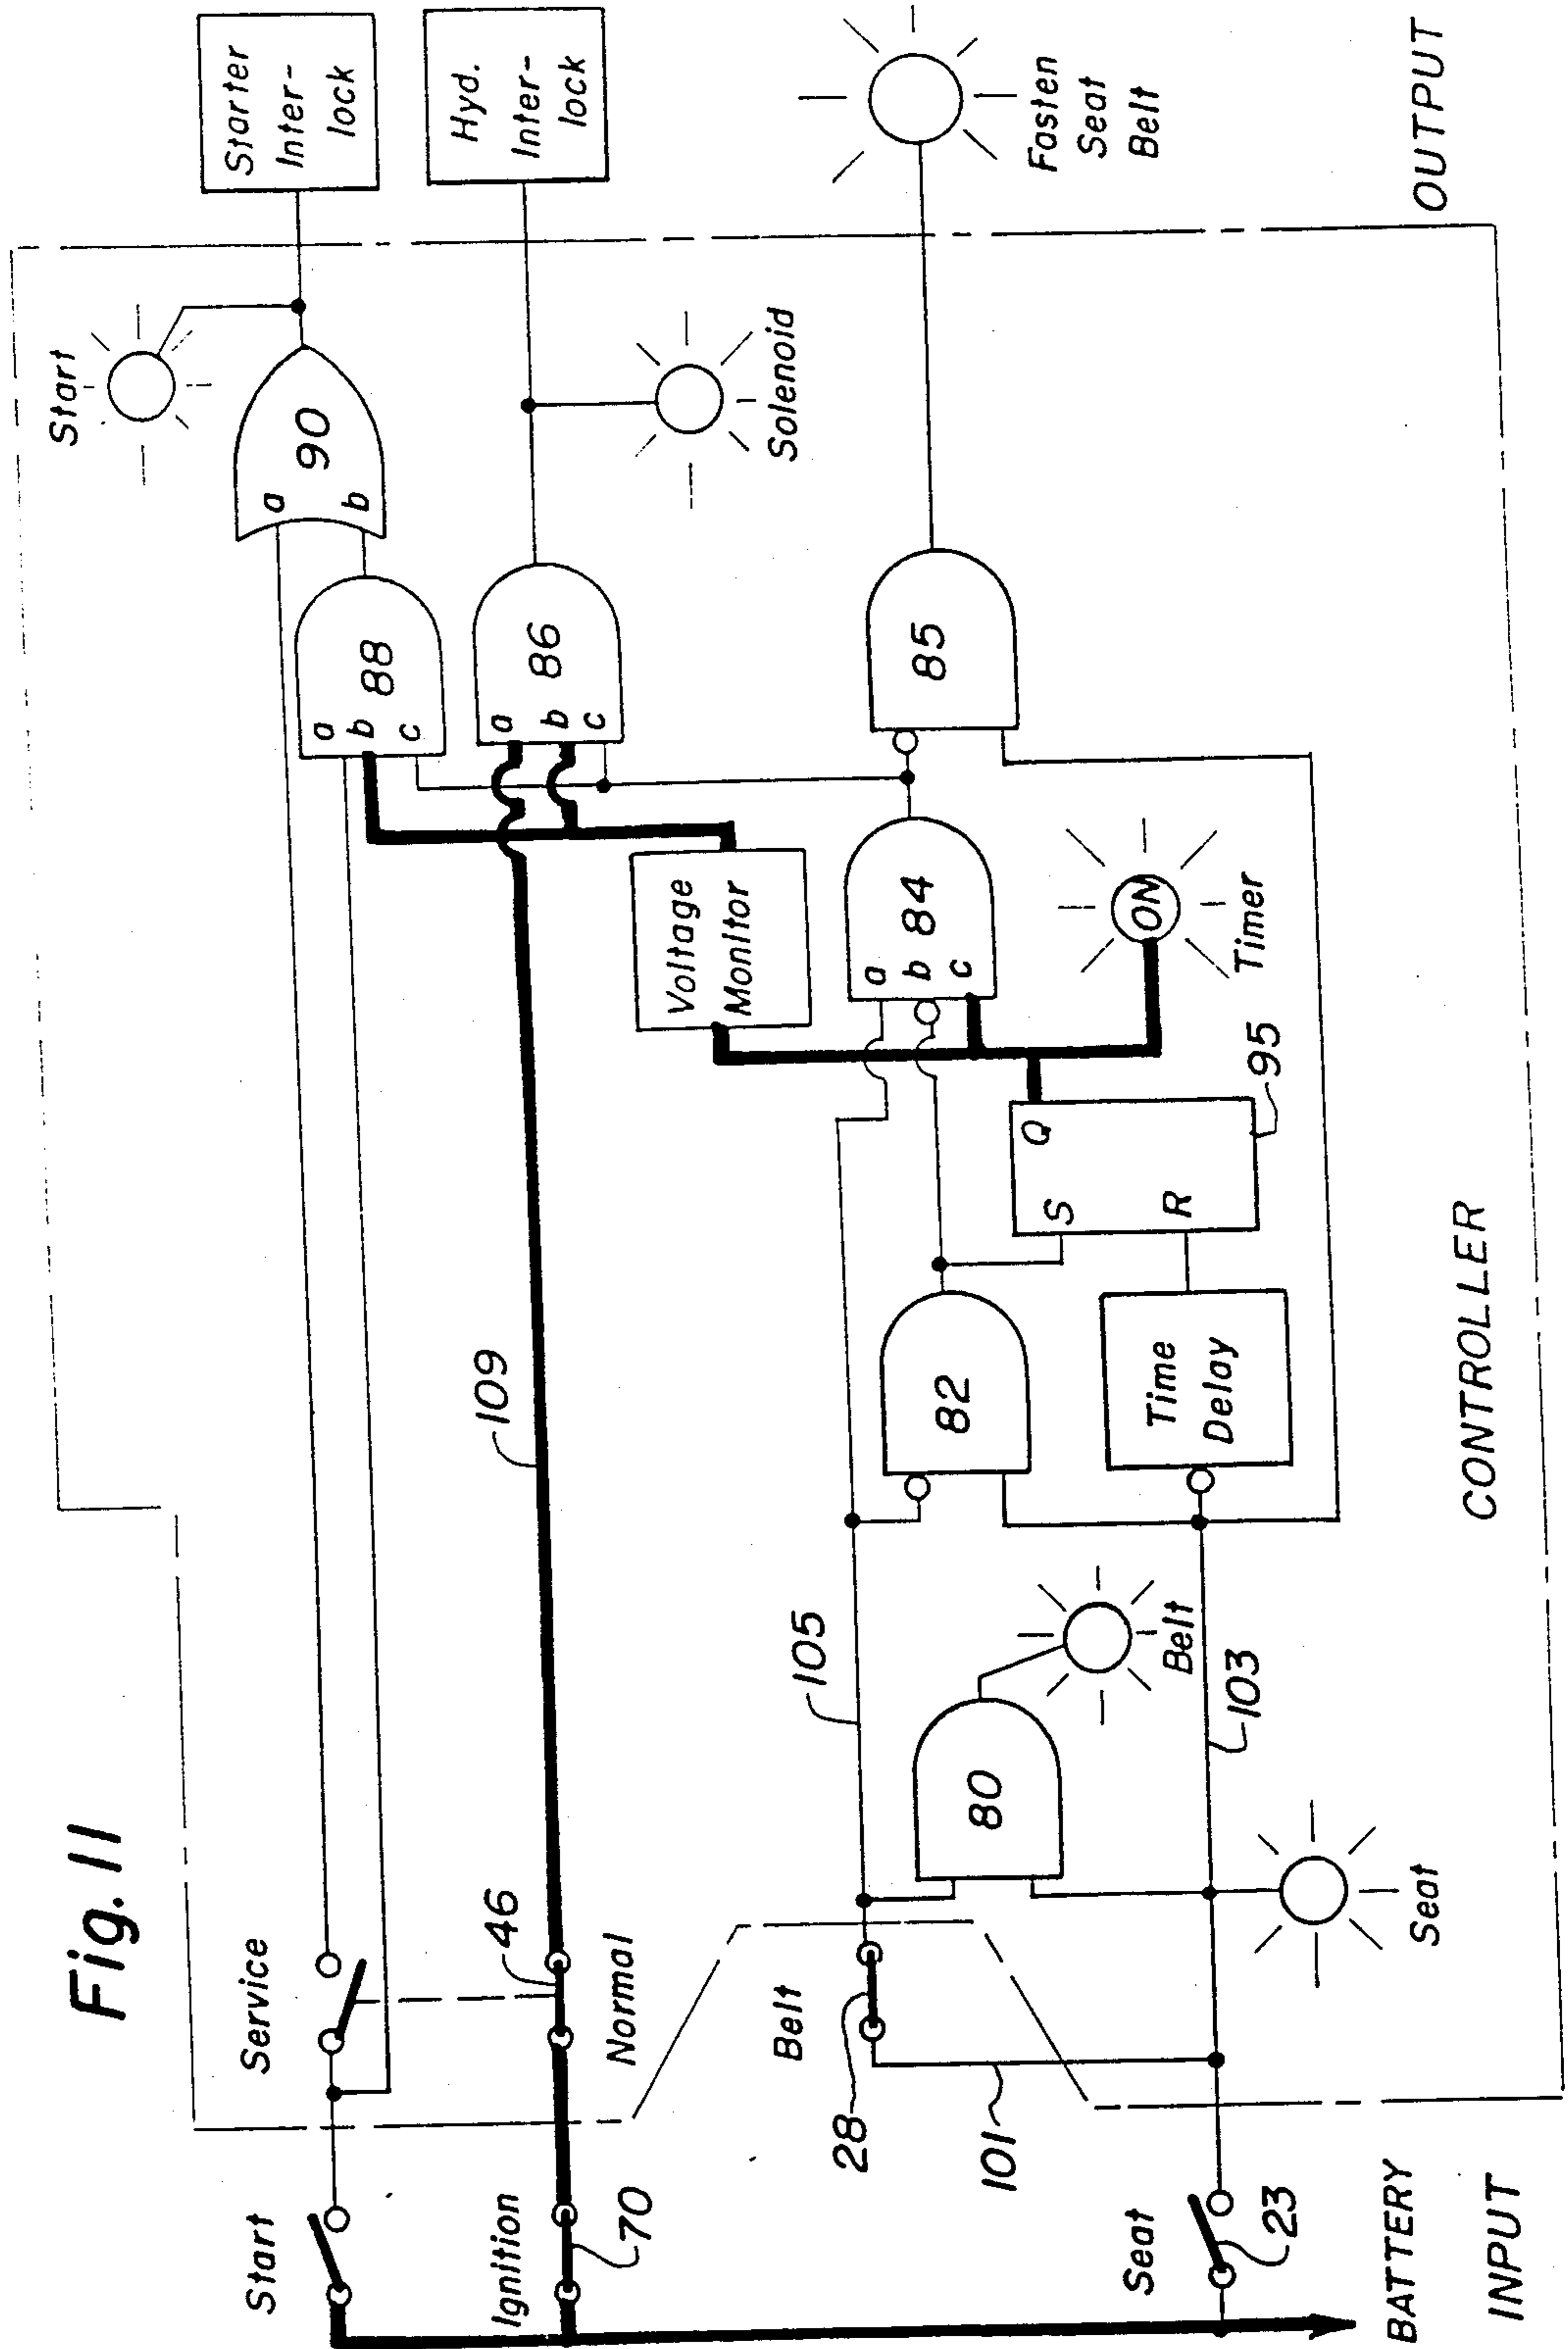 Fig. 11
Start
Service
Ignition
70
46
Normal
109
Belt
28
101
105
Seat
23
103
80
Belt
Seat
82
Time
Delay
S
R
Q
95
Voltage
Monitor
a
b
c
84
ON
Timer
85
a
b
c
88
a
b
c
86
a
b
90
Start
Solenoid
Starter
Inter-
lock
Hyd.
Inter-
lock
Fasten
Seat
Belt
BATTERY
INPUT
CONTROLLER
OUTPUT